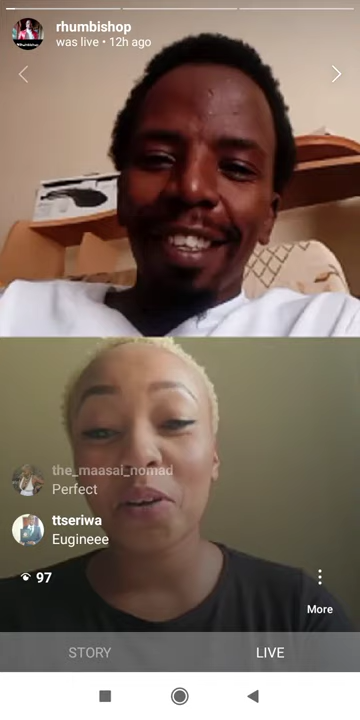 rhumbishop
was live • 12h ago
the_maasai_nomad
Perfect
ttseriwa
Eugineee
97
More
STORY
LIVE